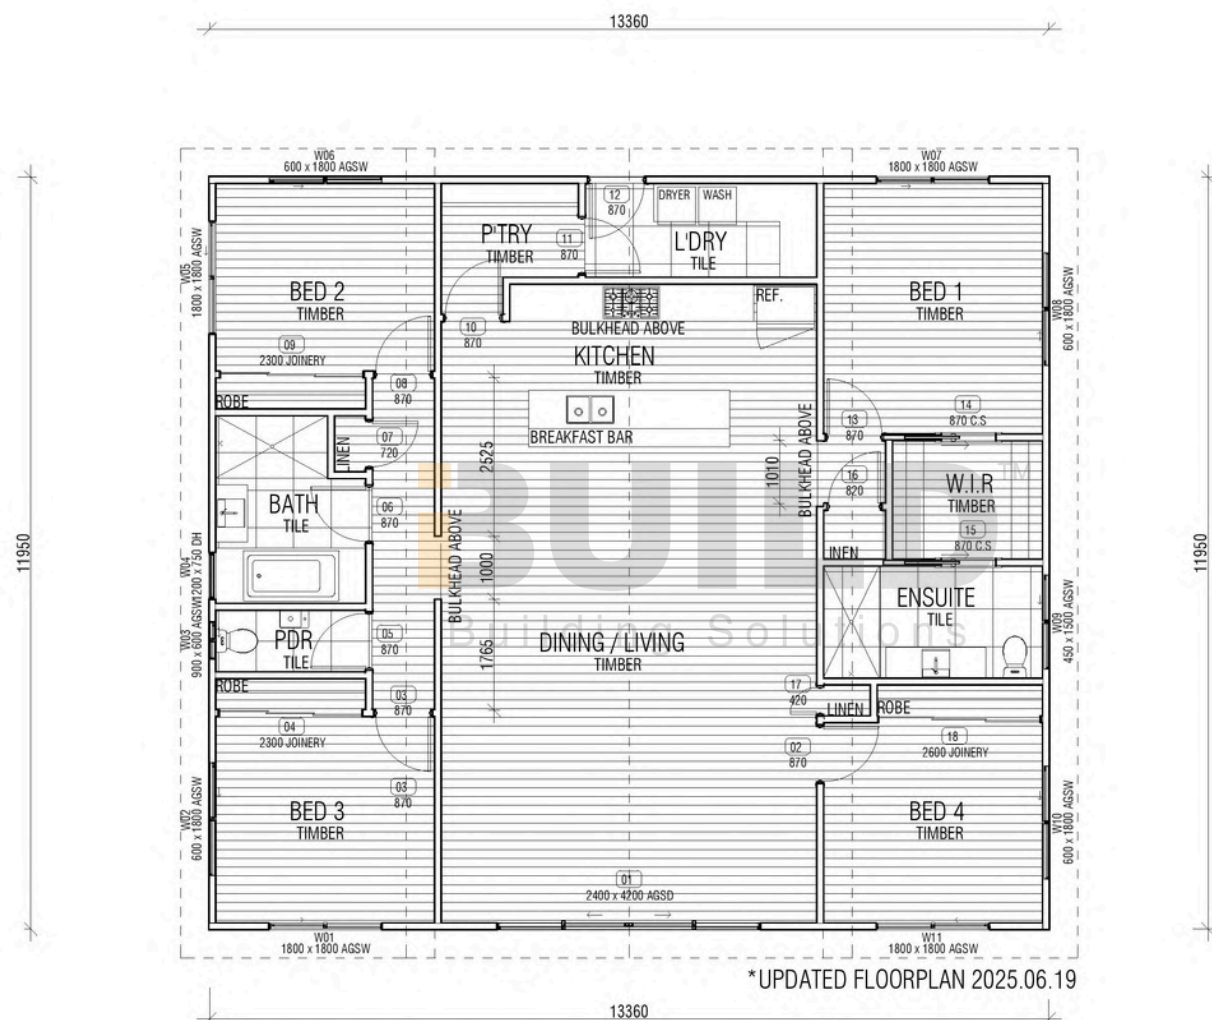 13360
W06
600 x 1800 AGSW
W07
1800 x 1800 AGSW
12
870
DRYER
WASH
P'TRY
TIMBER
11
870
L'DRY
TILE
W05
1800 x 1800 AGSW
BED 2
TIMBER
BED 1
TIMBER
W08
600 x 1800 AGSW
REF.
10
870
BULKHEAD ABOVE
KITCHEN
TIMBER
09
2300 JOINERY
08
870
ROBE
BREAKFAST BAR
BULKHEAD ABOVE
13
870
14
870 C.S
LINEN
07
720
2525
1010
16
820
W.I.R
TIMBER
15
870 C.S
BATH
TILE
06
870
iBUILD™
Building Solutions
BULKHEAD ABOVE
1000
INEN
11950
11950
W04
1200 x 750 DH
ENSUITE
TILE
W09
450 x 1500 AGSW
W03
900 x 600 AGSW
PDR
TILE
05
870
1765
DINING / LIVING
TIMBER
ROBE
03
870
17
420
LINEN
ROBE
04
2300 JOINERY
02
870
18
2600 JOINERY
03
870
W02
600 x 1800 AGSW
BED 3
TIMBER
BED 4
TIMBER
W10
600 x 1800 AGSW
01
2400 x 4200 AGSD
W01
1800 x 1800 AGSW
W11
1800 x 1800 AGSW
*UPDATED FLOORPLAN 2025.06.19
13360